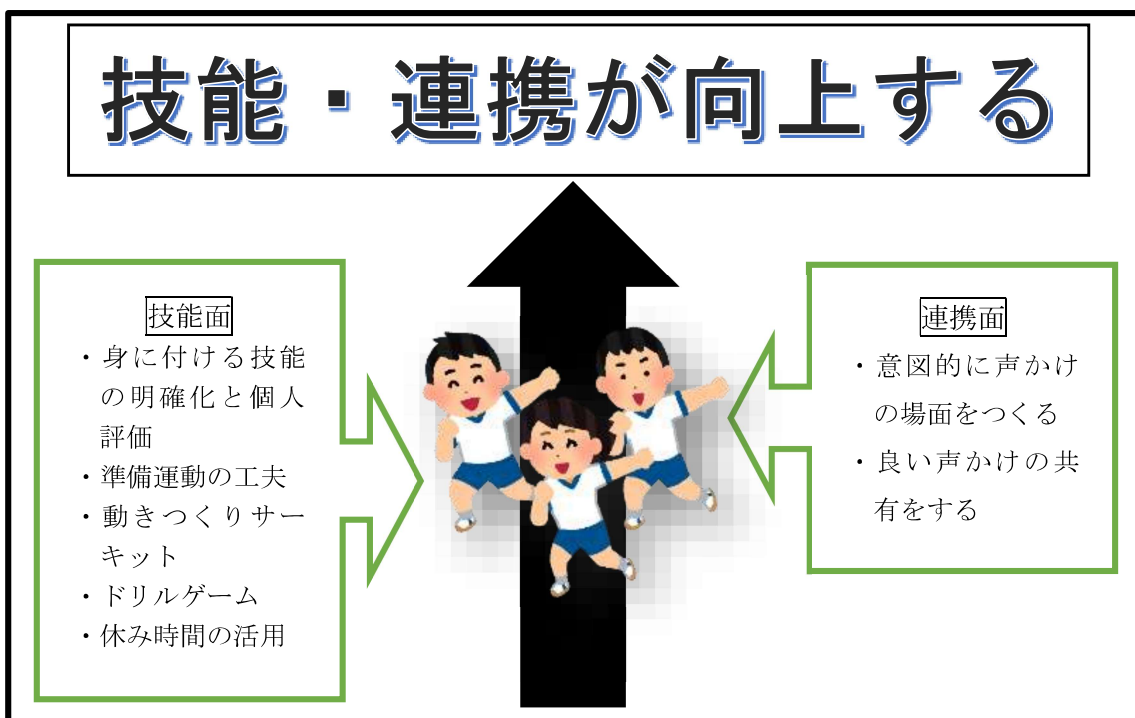 技能・連携が向上する
技能面
・身に付ける技能
の明確化と個人
評価
・準備運動の工夫
・動きつくりサー
キット
・ドリルゲーム
・休み時間の活用
連携面
・意図的に声かけ
の場面をつくる
・良い声かけの共
有をする